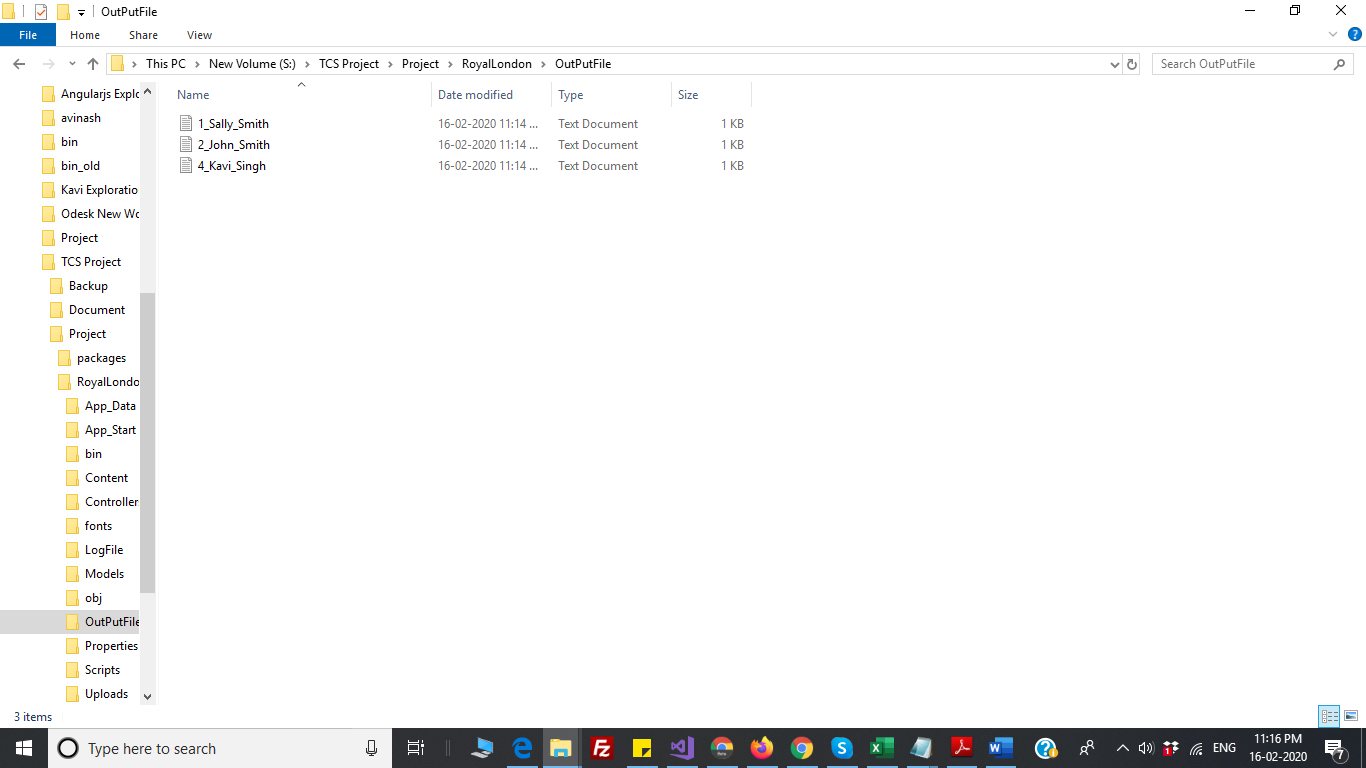 OutPutFile
File Home Share View
This PC New Volume (S:) TCS Project Project RoyalLondon OutPutFile
Search OutPutFile
Name Date modified Type Size
1_Sally_Smith 16-02-2020 11:14 ... Text Document 1 KB
2_John_Smith 16-02-2020 11:14 ... Text Document 1 KB
4_Kavi_Singh 16-02-2020 11:14 ... Text Document 1 KB
Angularjs Explo
avinash
bin
bin_old
Kavi Exploratio
Odesk New Wo
Project
TCS Project
Backup
Document
Project
packages
RoyalLondo
App_Data
App_Start
bin
Content
Controller
fonts
LogFile
Models
obj
OutPutFile
Properties
Scripts
Uploads
3 items
Type here to search
ENG
11:16 PM
16-02-2020
7